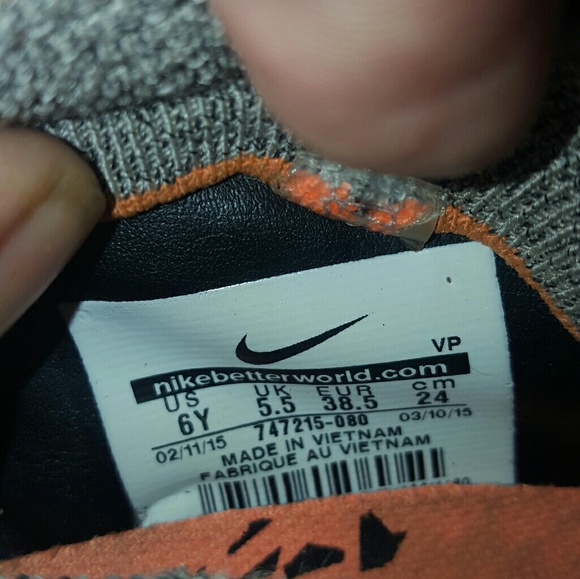 VP
nikebetterworld.com
US UK EUR cm
6Y 5.5 38.5 24
02/11/15 747215-080 03/10/15
MADE IN VIETNAM
FABRIQUE AU VIETNAM